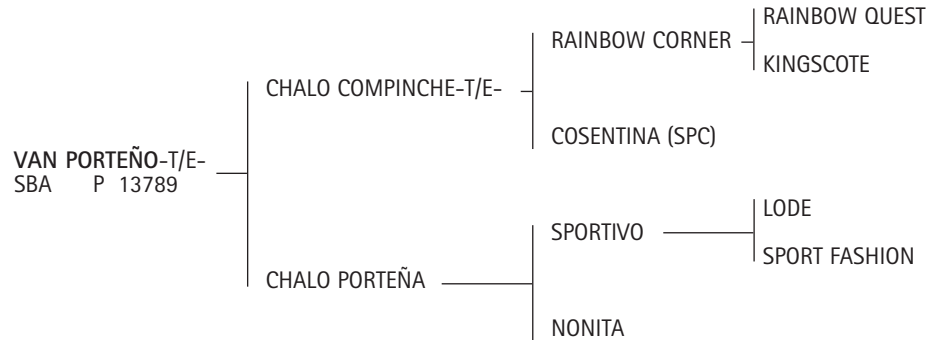 RAINBOW QUEST
RAINBOW CORNER
KINGSCOTE
CHALO COMPINCHE-T/E-
COSENTINA (SPC)
VAN PORTEÑO-T/E-
SBA P 13789
LODE
SPORTIVO
SPORT FASHION
CHALO PORTEÑA
NONITA